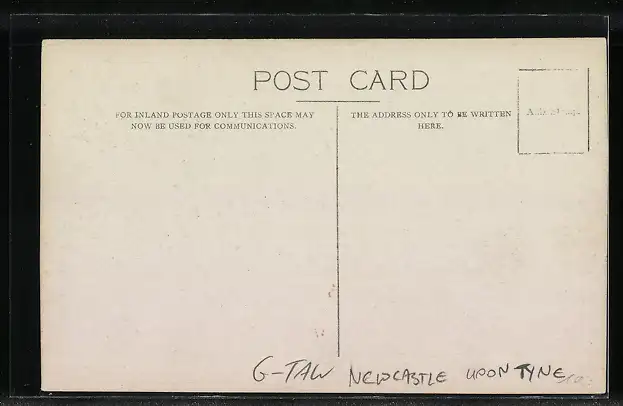 POST CARD
FOR INLAND POSTAGE ONLY THIS SPACE MAY
NOW BE USED FOR COMMUNICATIONS.
THE ADDRESS ONLY TO BE WRITTEN
HERE.
G-TAW NEWCASTLE UPON TYNE